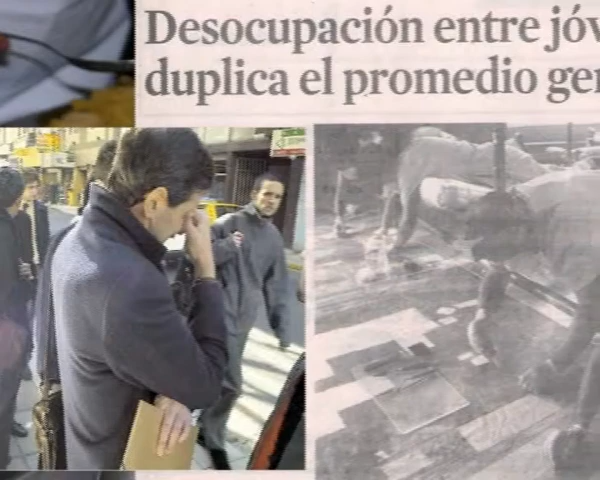 Desocupación entre jóv
duplica el promedio gen